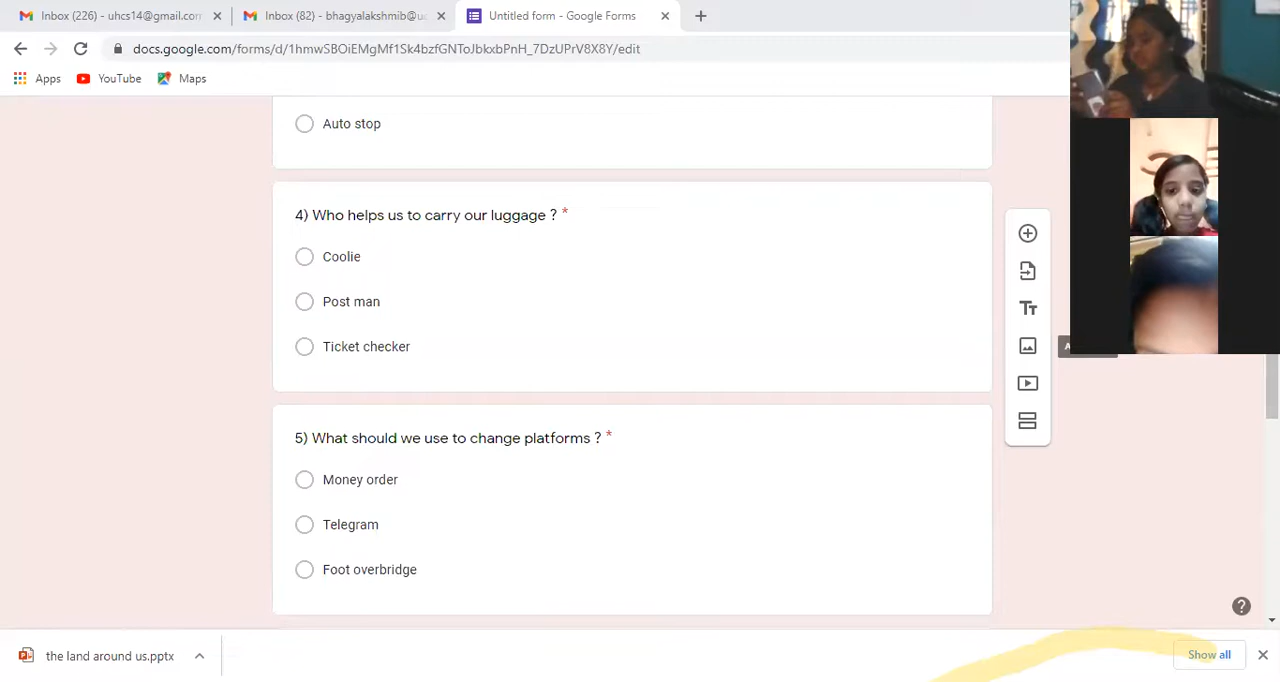 Inbox (226) - uhcs14@gmail.com
Inbox (82) - bhagyalakshmib@uc
Untitled form - Google Forms
docs.google.com/forms/d/1hmwSBOiEMgMf1Sk4bzfGNToJbkxbPnH_7DzUPrV8X8Y/edit
Apps YouTube Maps
Auto stop
4) Who helps us to carry our luggage ? *
Coolie
Post man
Ticket checker
Tт
5) What should we use to change platforms ? *
Money order
Telegram
Foot overbridge
the land around us.pptx
Show all